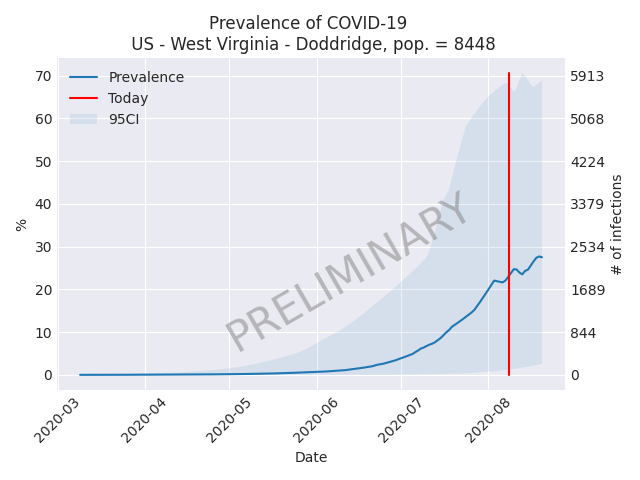 Prevalence of COVID-19
US - West Virginia - Doddridge, pop. = 8448
Prevalence
Today
95CI
70
60
50
40
30
20
10
0
%
5913
5068
4224
3379
2534
1689
844
0
# of infections
PRELIMINARY
2020-03
2020-04
2020-05
2020-06
2020-07
2020-08
Date